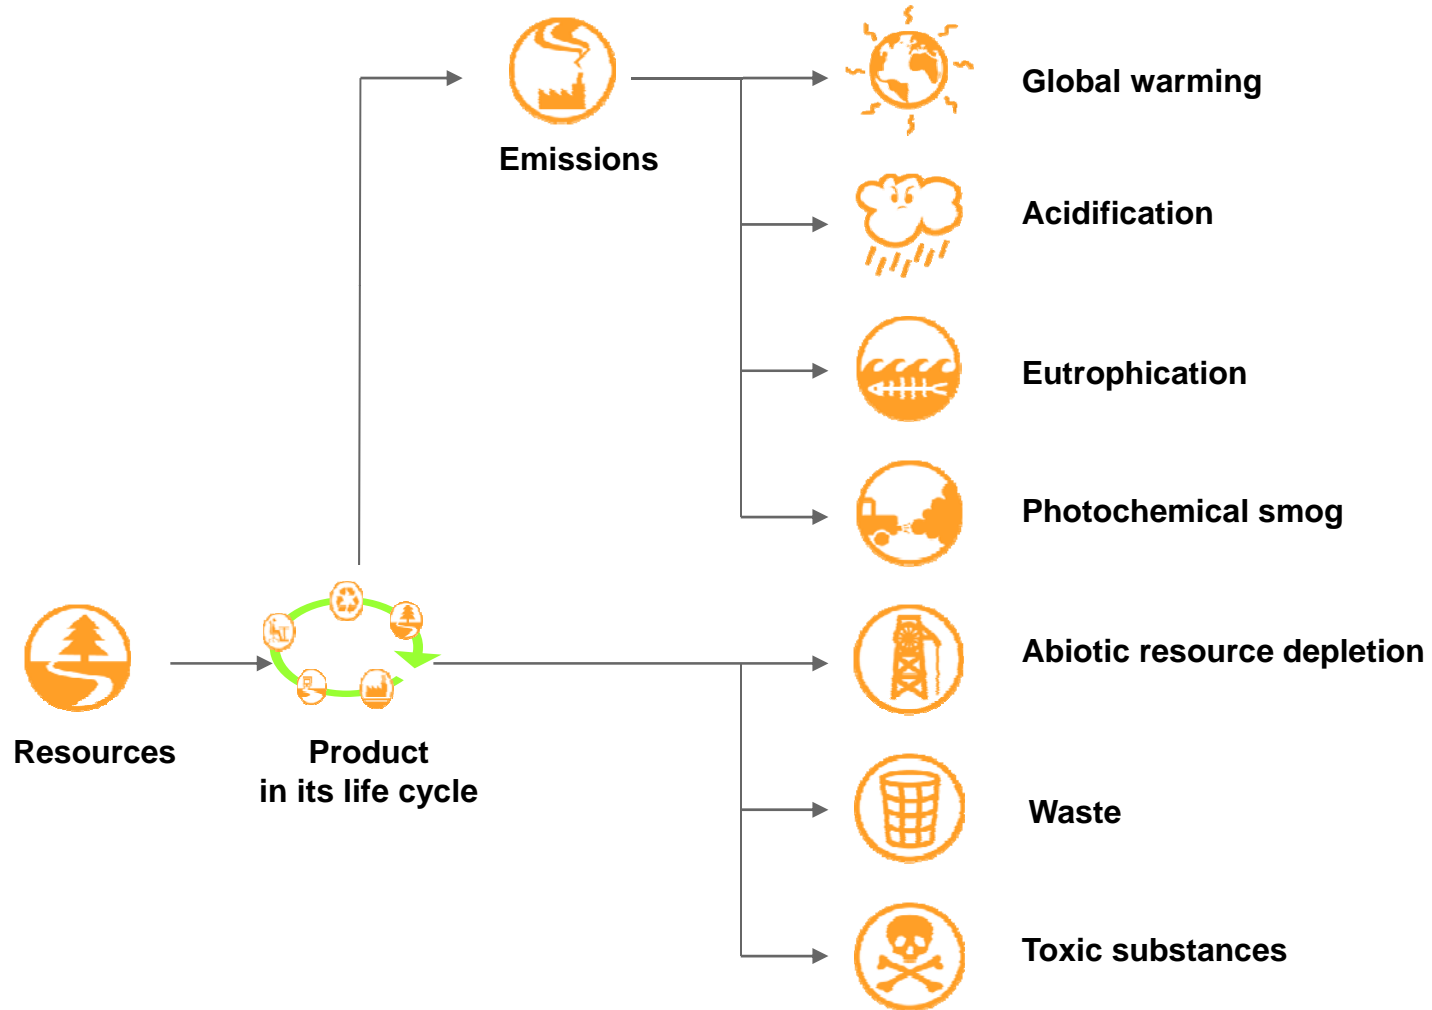 Global warming
Emissions
Acidification
Eutrophication
Photochemical smog
Abiotic resource depletion
Resources
Product
in its life cycle
Waste
Toxic substances